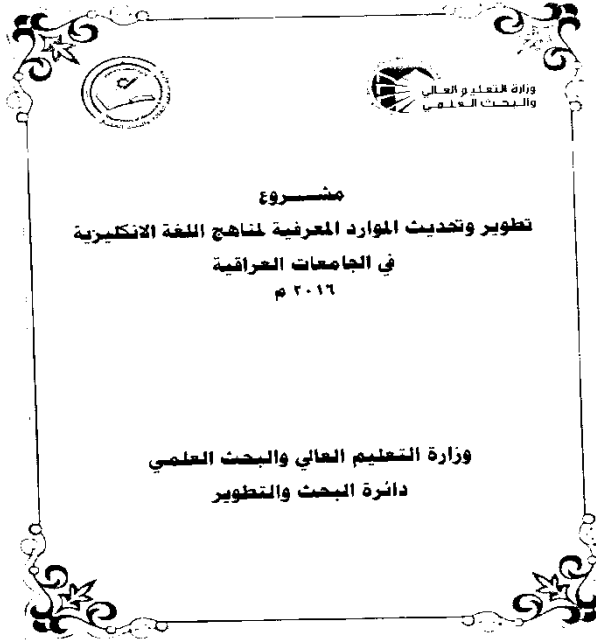 وزارة التعليم العالي
والبحث العلمي
مشـــروع
تطوير وتحديث الموارد المعرفية لمناهج اللغة الانكليزية
في الجامعات العراقية
٢٠١٦ م
وزارة التعليم العالي والبحث العلمي
دائرة البحث والتطوير